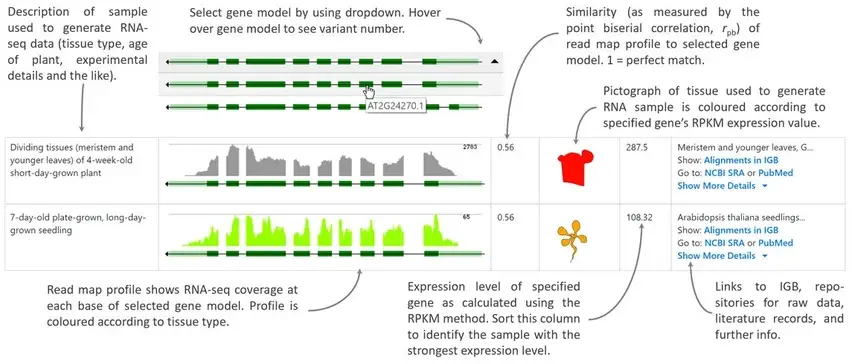 Description of sample
used to generate RNA-
seq data (tissue type, age
of plant, experimental
details and the like).
Select gene model by using dropdown. Hover
over gene model to see variant number.
Similarity (as measured by the
point biserial correlation, rpb) of
read map profile to selected gene
model. 1 = perfect match.
Pictograph of tissue used to generate
RNA sample is coloured according to
specified gene's RPKM expression value.
AT2G24270.1
Dividing tissues (meristem and
younger leaves) of 4-week-old
short-day-grown plant
2783
0.56
287.5
Meristem and younger leaves, G...
Show: Alignments in IGB
Go to: NCBI SRA or PubMed
Show More Details
7-day-old plate-grown, long-day-
grown seedling
65
0.56
108.32
Arabidopsis thaliana seedlings...
Show: Alignments in IGB
Go to: NCBI SRA or PubMed
Show More Details
Read map profile shows RNA-seq coverage at
each base of selected gene model. Profile is
coloured according to tissue type.
Expression level of specified
gene as calculated using the
RPKM method. Sort this column
to identify the sample with the
strongest expression level.
Links to IGB, repo-
sitories for raw data,
literature records, and
further info.